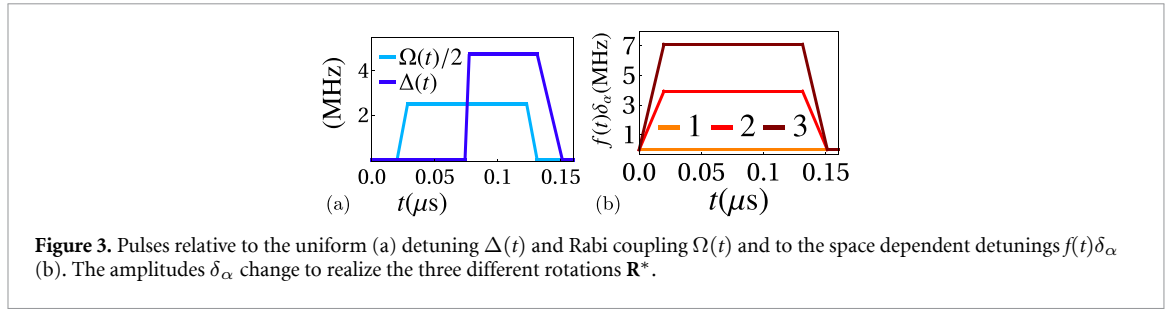 (MHz)
4
2
Ω(t)/2
Δ(t)
0.0 0.05 0.1 0.15
(a) t(μs)
f(t)δα(MHz)
7
5
3
1
1 2 3
0.0 0.05 0.1 0.15
(b) t(μs)
Figure 3. Pulses relative to the uniform (a) detuning Δ(t) and Rabi coupling Ω(t) and to the space dependent detunings f(t)δα
(b). The amplitudes δα change to realize the three different rotations R*.